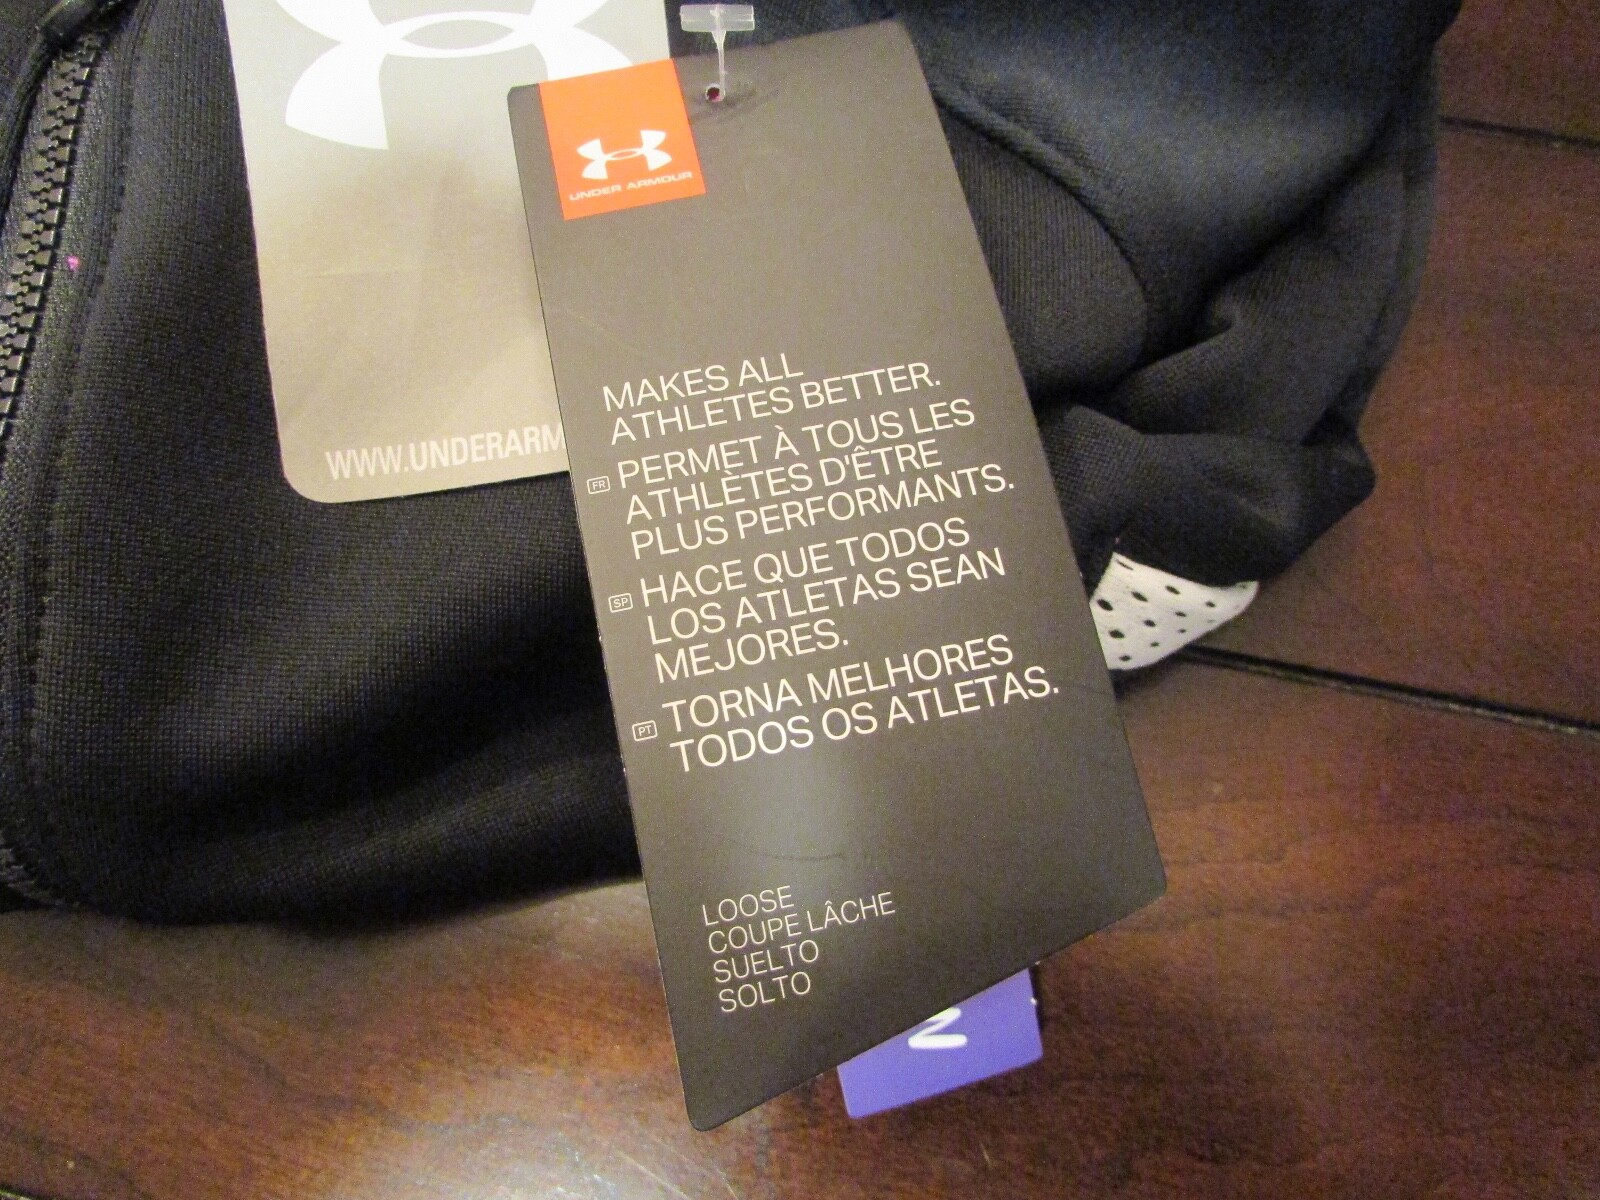 UNDER ARMOUR
WWW.UNDERARM
MAKES ALL
ATHLETES BETTER.
FR PERMET À TOUS LES
ATHLÈTES D'ÊTRE
PLUS PERFORMANTS.
SP HACE QUE TODOS
LOS ATLETAS SEAN
MEJORES.
PT TORNA MELHORES
TODOS OS ATLETAS.
LOOSE
COUPE LÂCHE
SUELTO
SOLTO
M